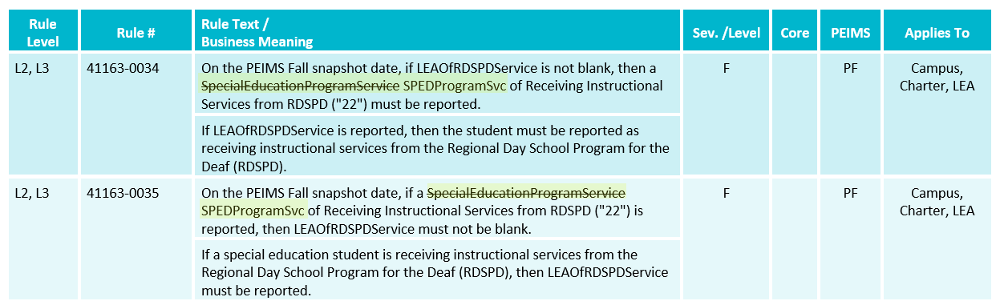 Rule Level
Rule #
Rule Text /
Business Meaning
Sev. /Level
Core
PEIMS
Applies To
L2, L3
41163-0034
On the PEIMS Fall snapshot date, if LEAOfRDSPDService is not blank, then a
SpecialEducationProgramService SPEDProgramSvc of Receiving Instructional
Services from RDSPD ("22") must be reported.
If LEAOfRDSPDService is reported, then the student must be reported as
receiving instructional services from the Regional Day School Program for the
Deaf (RDSPD).
F
PF
Campus,
Charter, LEA
L2, L3
41163-0035
On the PEIMS Fall snapshot date, if a SpecialEducationProgramService
SPEDProgramSvc of Receiving Instructional Services from RDSPD ("22") is
reported, then LEAOfRDSPDService must not be blank.
If a special education student is receiving instructional services from the
Regional Day School Program for the Deaf (RDSPD), then LEAOfRDSPDService
must be reported.
F
PF
Campus,
Charter, LEA